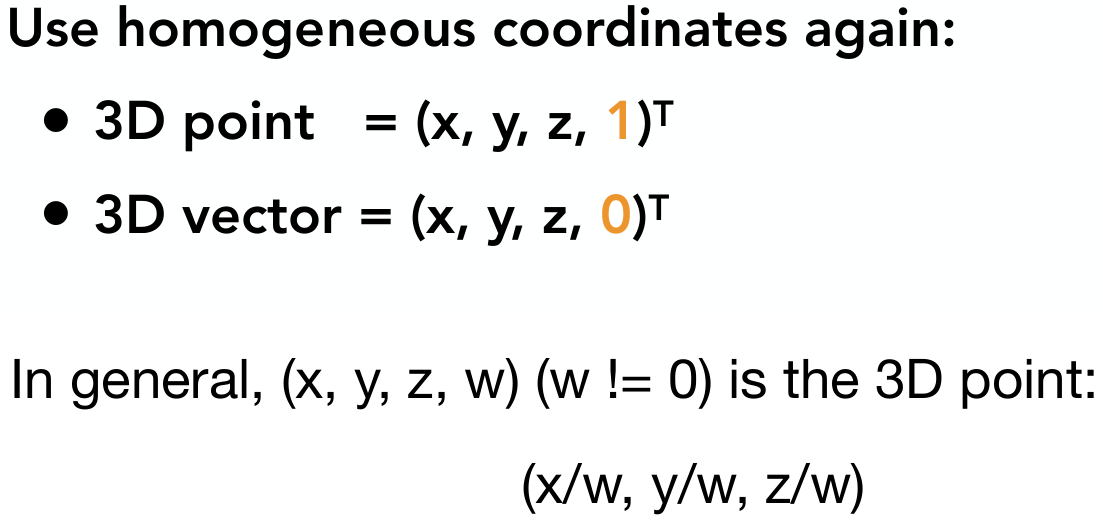 Use homogeneous coordinates again:
• 3D point = (x, y, z, 1)ᵀ
• 3D vector = (x, y, z, 0)ᵀ
In general, (x, y, z, w) (w != 0) is the 3D point:
(x/w, y/w, z/w)